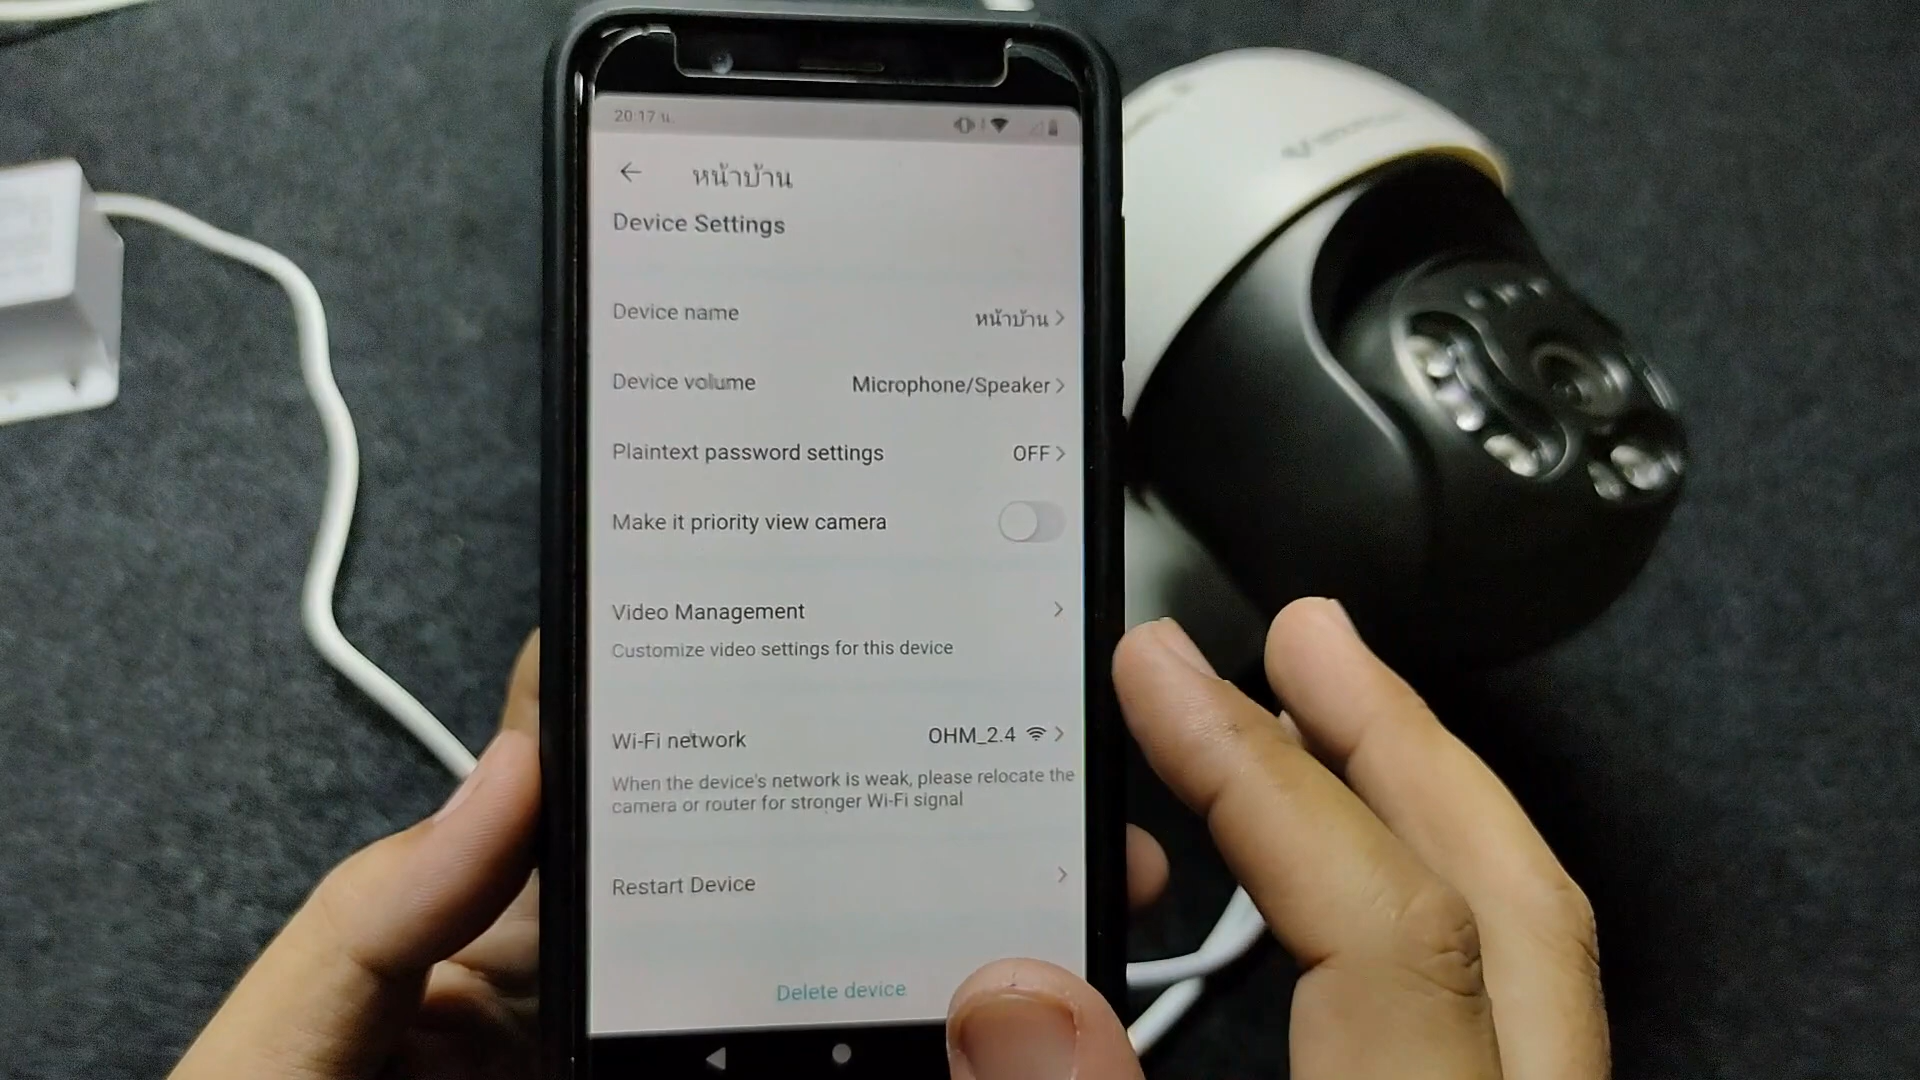 20:17 น.
หน้าบ้าน
Device Settings
Device name หน้าบ้าน
Device volume Microphone/Speaker
Plaintext password settings OFF
Make it priority view camera
Video Management
Customize video settings for this device
Wi-Fi network OHM_2.4
When the device's network is weak, please relocate the
camera or router for stronger Wi-Fi signal
Restart Device
Delete device